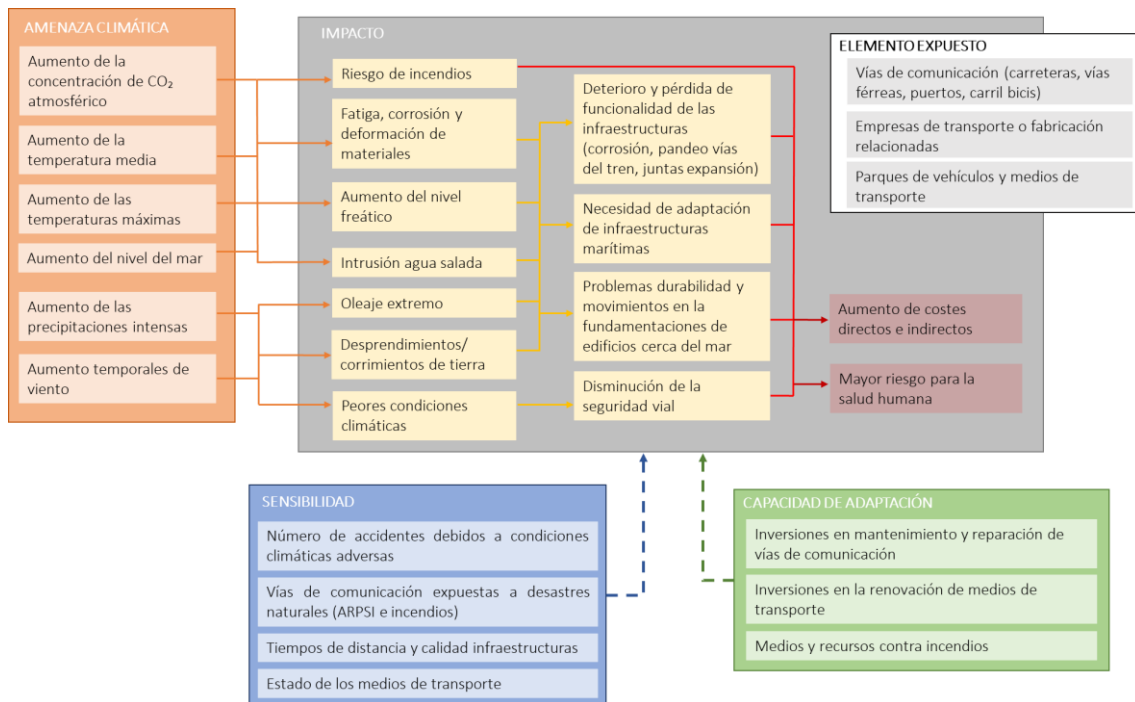 AMENAZA CLIMÁTICA
Aumento de la
concentración de CO₂
atmosférico
Aumento de la
temperatura media
Aumento de las
temperaturas máximas
Aumento del nivel del mar
Aumento de las
precipitaciones intensas
Aumento temporales de
viento
IMPACTO
Riesgo de incendios
Fatiga, corrosión y
deformación de
materiales
Aumento del nivel
freático
Intrusión agua salada
Oleaje extremo
Desprendimientos/
corrimientos de tierra
Peores condiciones
climáticas
Deterioro y pérdida de
funcionalidad de las
infraestructuras
(corrosión, pandeo vías
del tren, juntas expansión)
Necesidad de adaptación
de infraestructuras
marítimas
Problemas durabilidad y
movimientos en la
fundamentaciones de
edificios cerca del mar
Disminución de la
seguridad vial
ELEMENTO EXPUESTO
Vías de comunicación (carreteras, vías
férreas, puertos, carril bicis)
Empresas de transporte o fabricación
relacionadas
Parques de vehículos y medios de
transporte
Aumento de costes
directos e indirectos
Mayor riesgo para la
salud humana
SENSIBILIDAD
Número de accidentes debidos a condiciones
climáticas adversas
Vías de comunicación expuestas a desastres
naturales (ARPSI e incendios)
Tiempos de distancia y calidad infraestructuras
Estado de los medios de transporte
CAPACIDAD DE ADAPTACIÓN
Inversiones en mantenimiento y reparación de
vías de comunicación
Inversiones en la renovación de medios de
transporte
Medios y recursos contra incendios